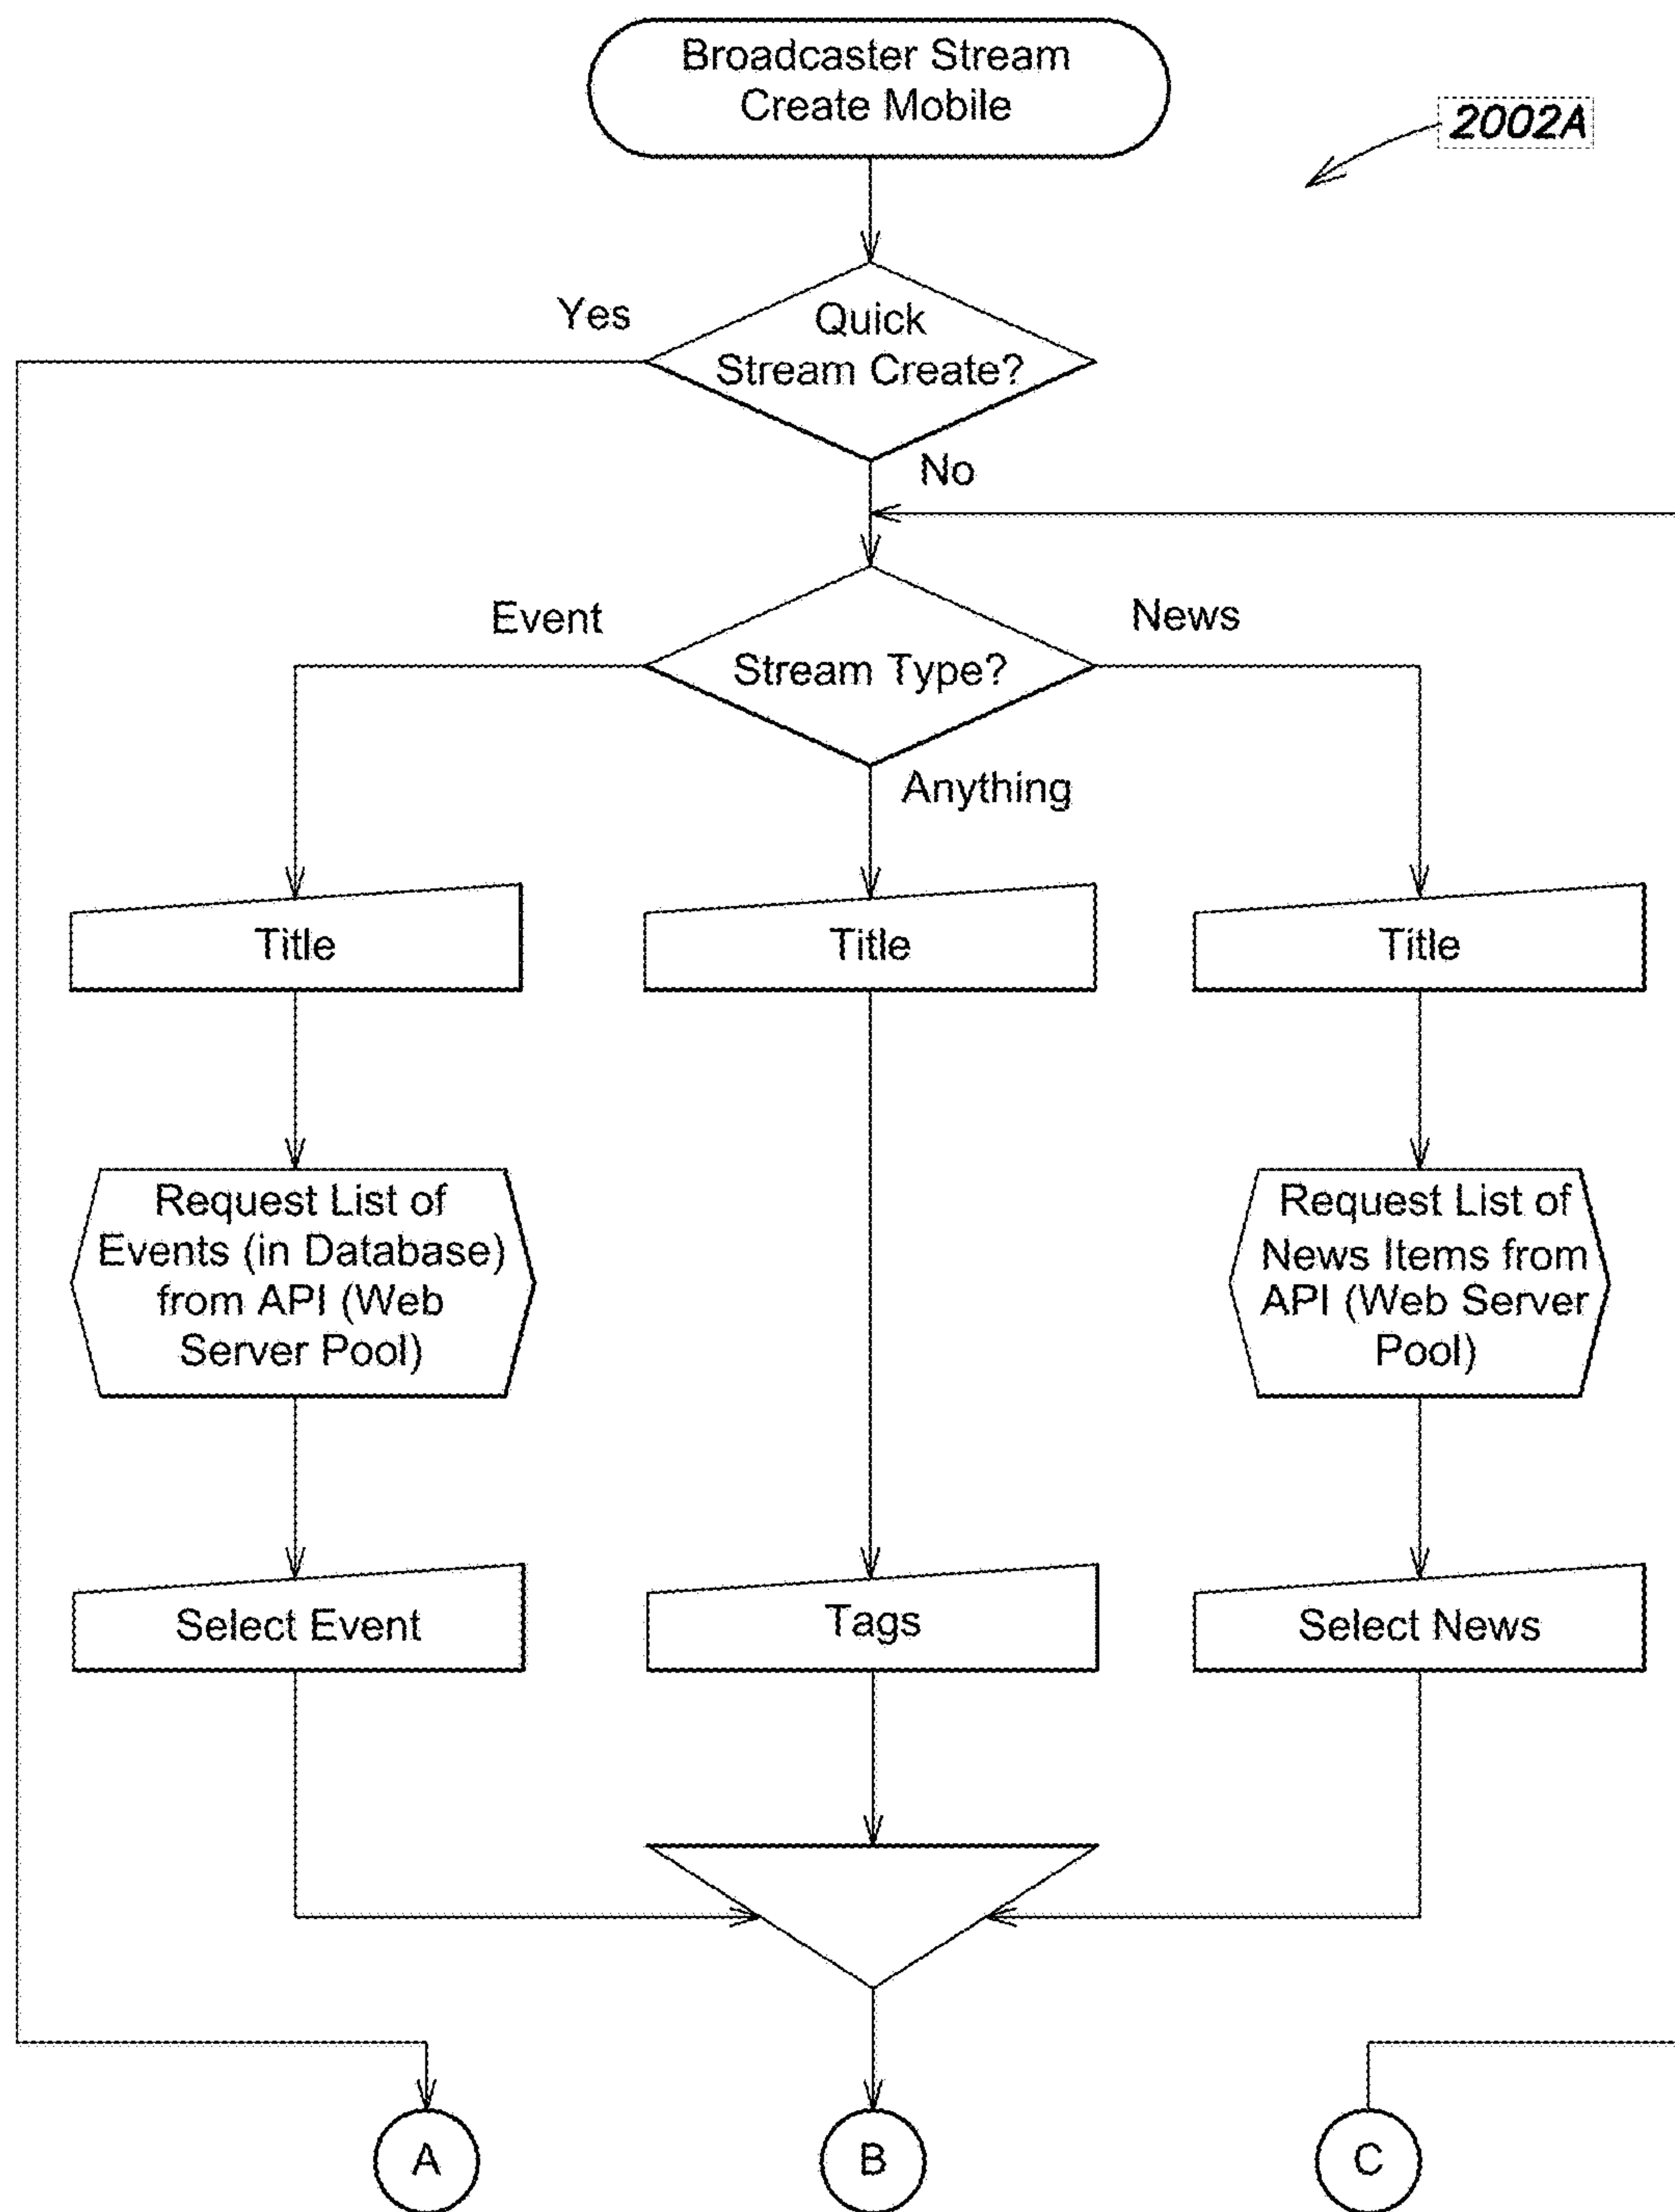 Broadcaster Stream
Create Mobile
2002A
Yes
Quick
Stream Create?
No
Event
News
Stream Type?
Anything
Title
Title
Title
Request List of
Events (in Database)
from API (Web
Server Pool)
Request List of
News Items from
API (Web Server
Pool)
Select Event
Tags
Select News
A
B
C